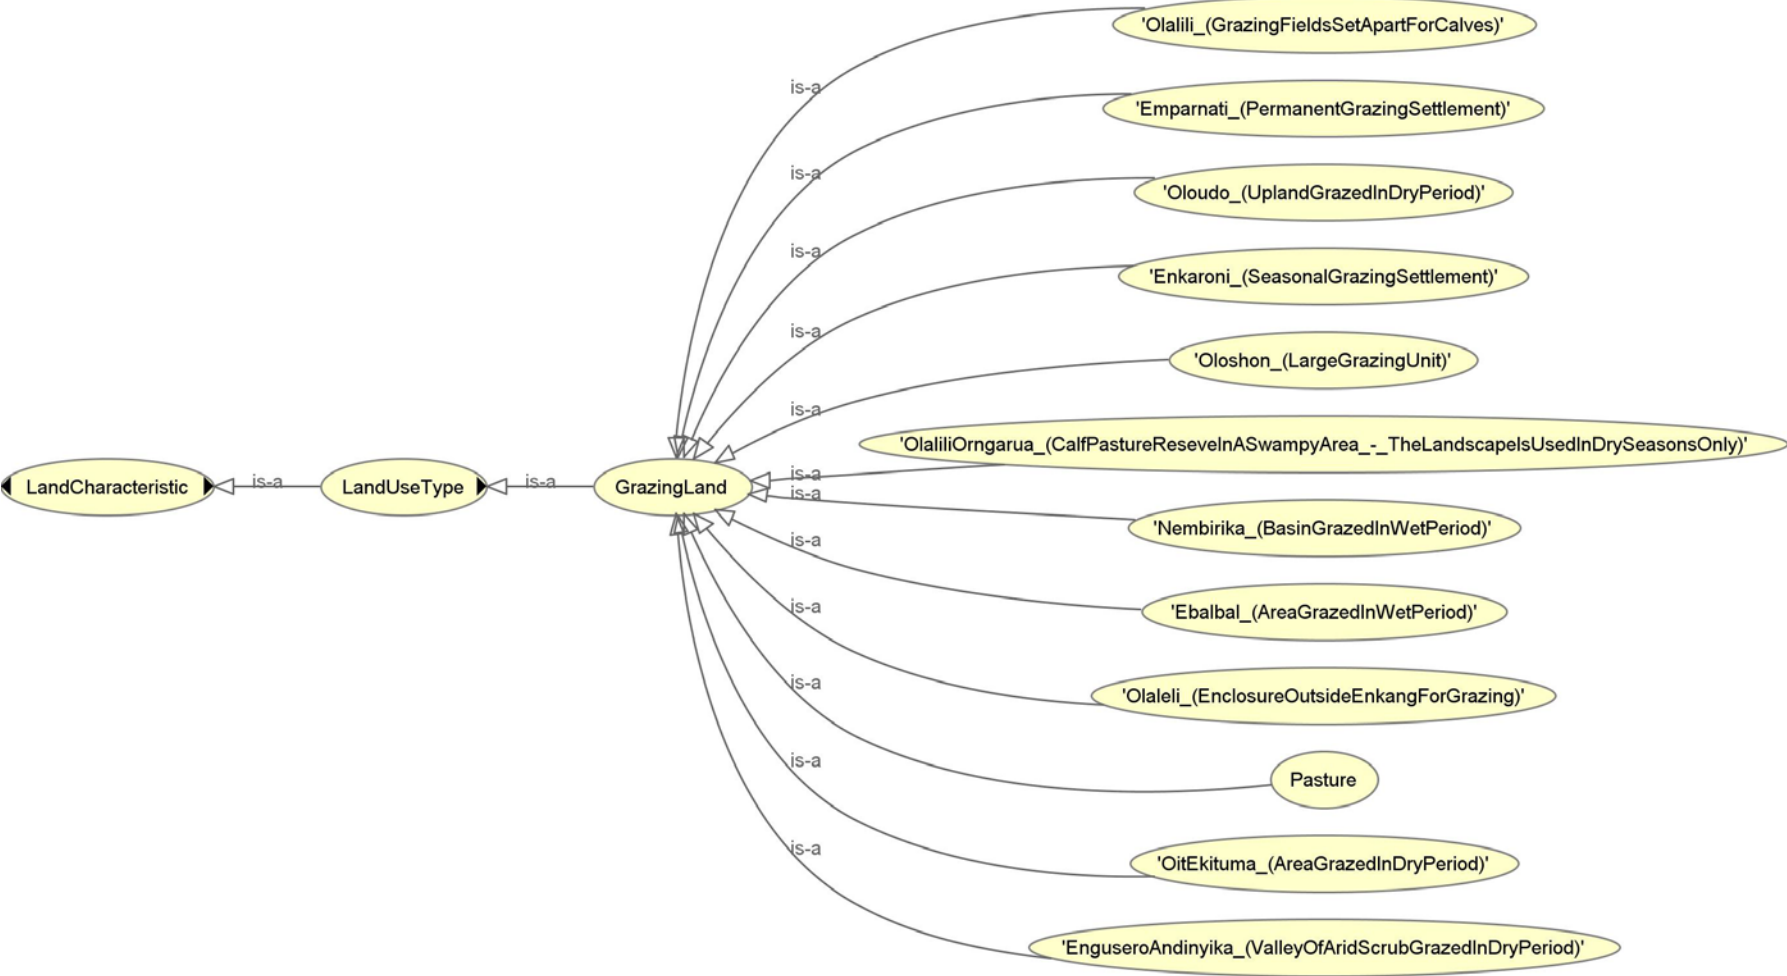 'Olalili_(GrazingFieldsSetApartForCalves)'
is-a
'Emparnati_(PermanentGrazingSettlement)'
is-a
'Oloudo_(UplandGrazedInDryPeriod)'
is-a
'Enkaroni_(SeasonalGrazingSettlement)'
is-a
'Oloshon_(LargeGrazingUnit)'
is-a
'OlaliliOrngarua_(CalfPastureReseveInASwampyArea_-_TheLandscapeIsUsedInDrySeasonsOnly)'
is-a
LandCharacteristic
is-a
LandUseType
is-a
GrazingLand
is-a
'Nembirika_(BasinGrazedInWetPeriod)'
is-a
'Ebalbal_(AreaGrazedInWetPeriod)'
is-a
'Olaleli_(EnclosureOutsideEnkangForGrazing)'
is-a
Pasture
is-a
'OitEkituma_(AreaGrazedInDryPeriod)'
is-a
'EnguseroAndinyika_(ValleyOfAridScrubGrazedInDryPeriod)'